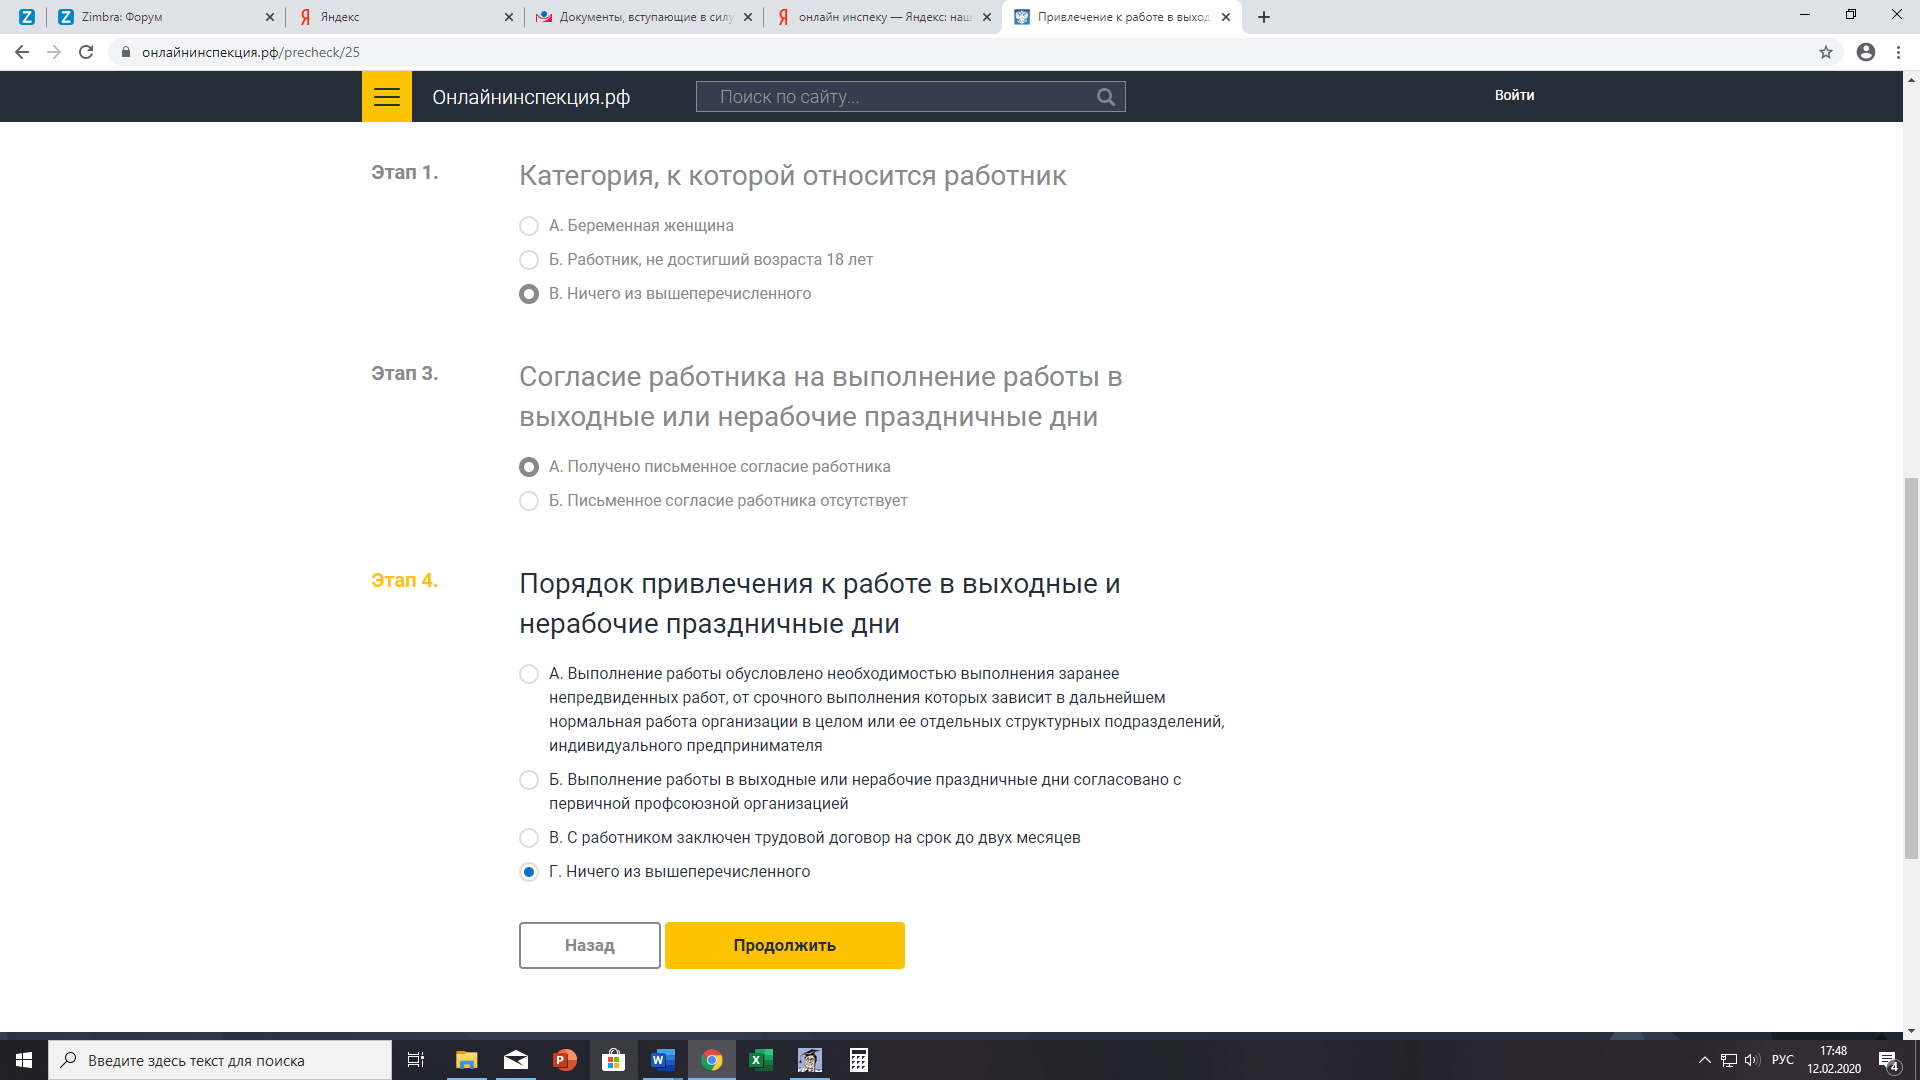 Zimbra: Форум
Яндекс
Документы, вступающие в силу
онлайн инспеку — Яндекс: наш
Привлечение к работе в выход
онлайнинспекция.рф/precheck/25
Онлайнинспекция.рф
Поиск по сайту...
Войти
Этап 1.
Категория, к которой относится работник
А. Беременная женщина
Б. Работник, не достигший возраста 18 лет
В. Ничего из вышеперечисленного
Этап 3.
Согласие работника на выполнение работы в
выходные или нерабочие праздничные дни
А. Получено письменное согласие работника
Б. Письменное согласие работника отсутствует
Этап 4.
Порядок привлечения к работе в выходные и
нерабочие праздничные дни
А. Выполнение работы обусловлено необходимостью выполнения заранее
непредвиденных работ, от срочного выполнения которых зависит в дальнейшем
нормальная работа организации в целом или ее отдельных структурных подразделений,
индивидуального предпринимателя
Б. Выполнение работы в выходные или нерабочие праздничные дни согласовано с
первичной профсоюзной организацией
В. С работником заключен трудовой договор на срок до двух месяцев
Г. Ничего из вышеперечисленного
Назад
Продолжить
Введите здесь текст для поиска
РУС
17:48
12.02.2020
4